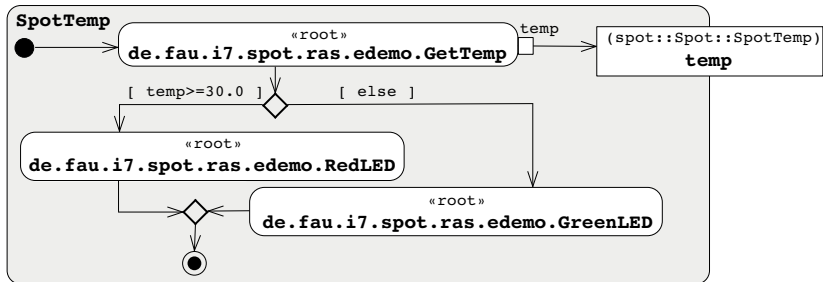 SpotTemp
«root»
de.fau.i7.spot.ras.edemo.GetTemp
temp
(spot::Spot::SpotTemp)
temp
[ temp>=30.0 ]
[ else ]
«root»
de.fau.i7.spot.ras.edemo.RedLED
«root»
de.fau.i7.spot.ras.edemo.GreenLED